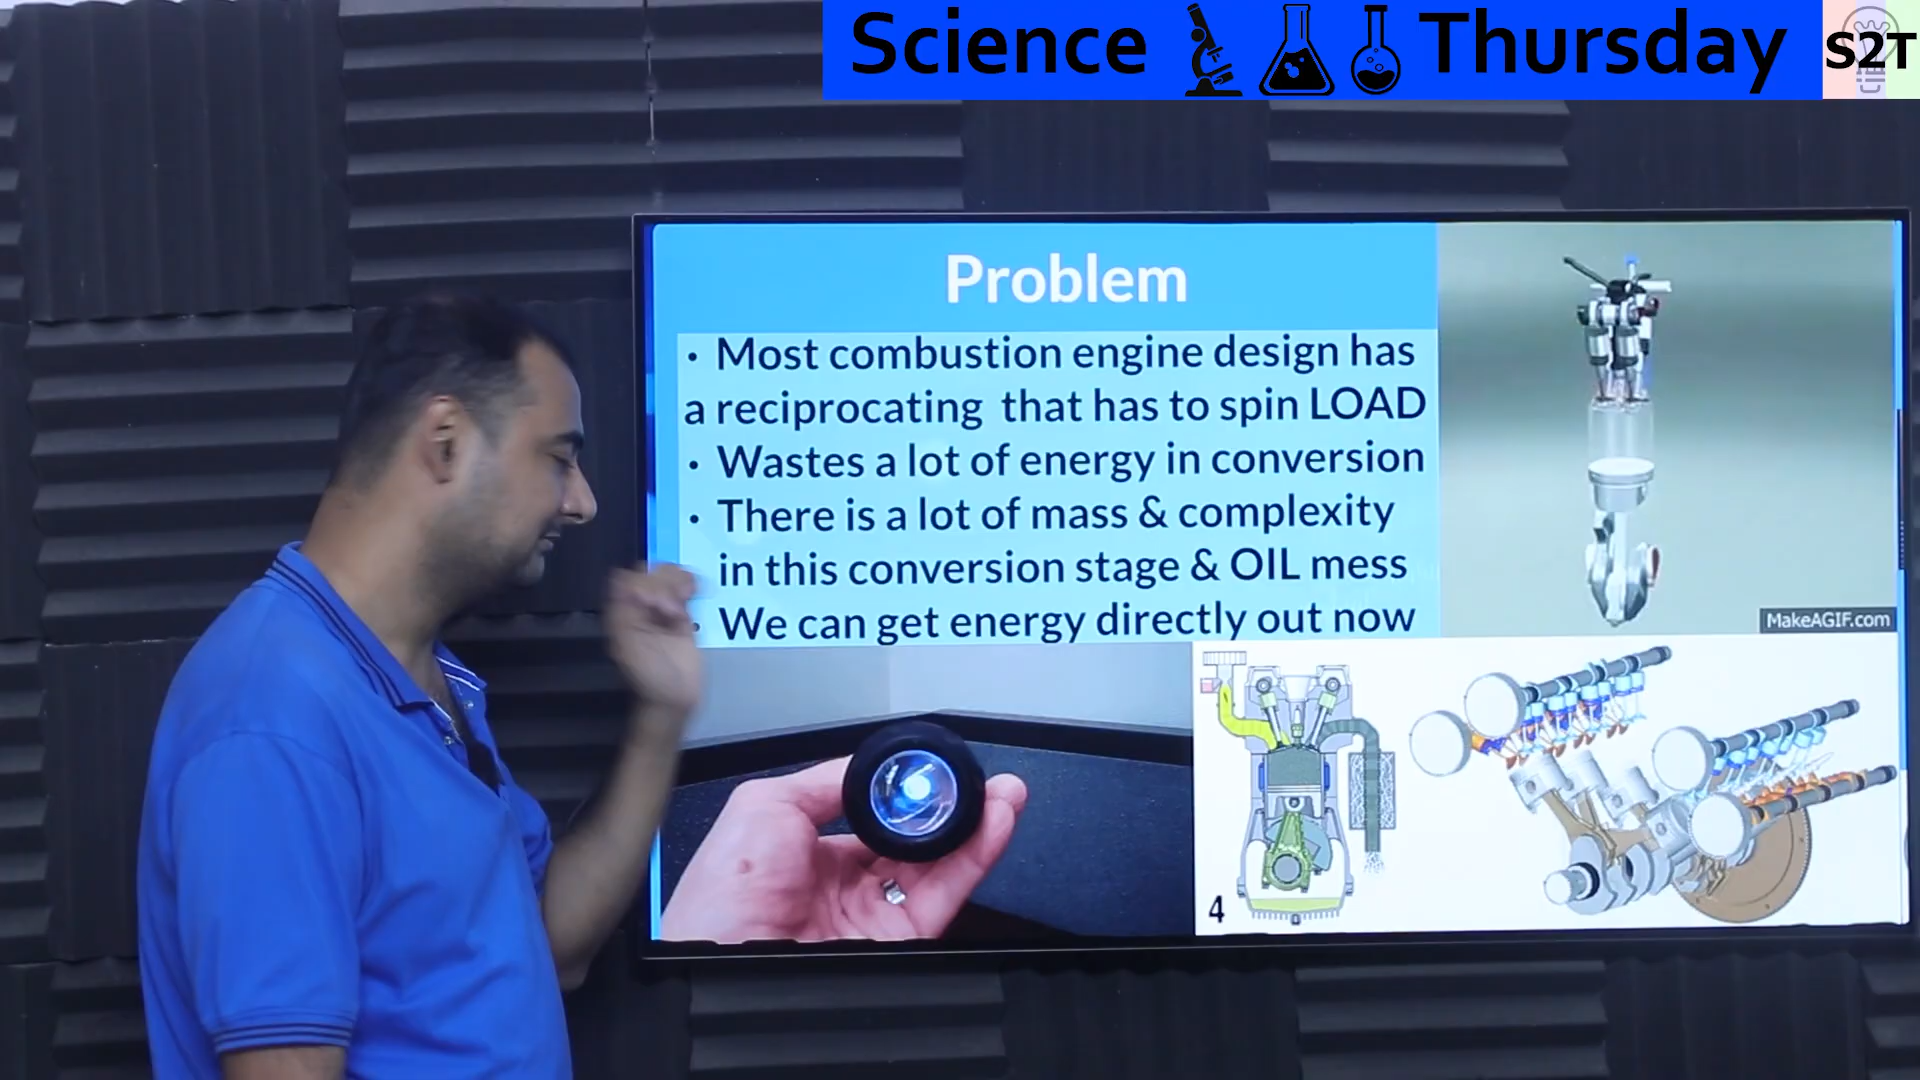 Science Thursday
S2T
Problem
• Most combustion engine design has
a reciprocating that has to spin LOAD
• Wastes a lot of energy in conversion
• There is a lot of mass & complexity
in this conversion stage & OIL mess
• We can get energy directly out now
MakeAGIF.com
4